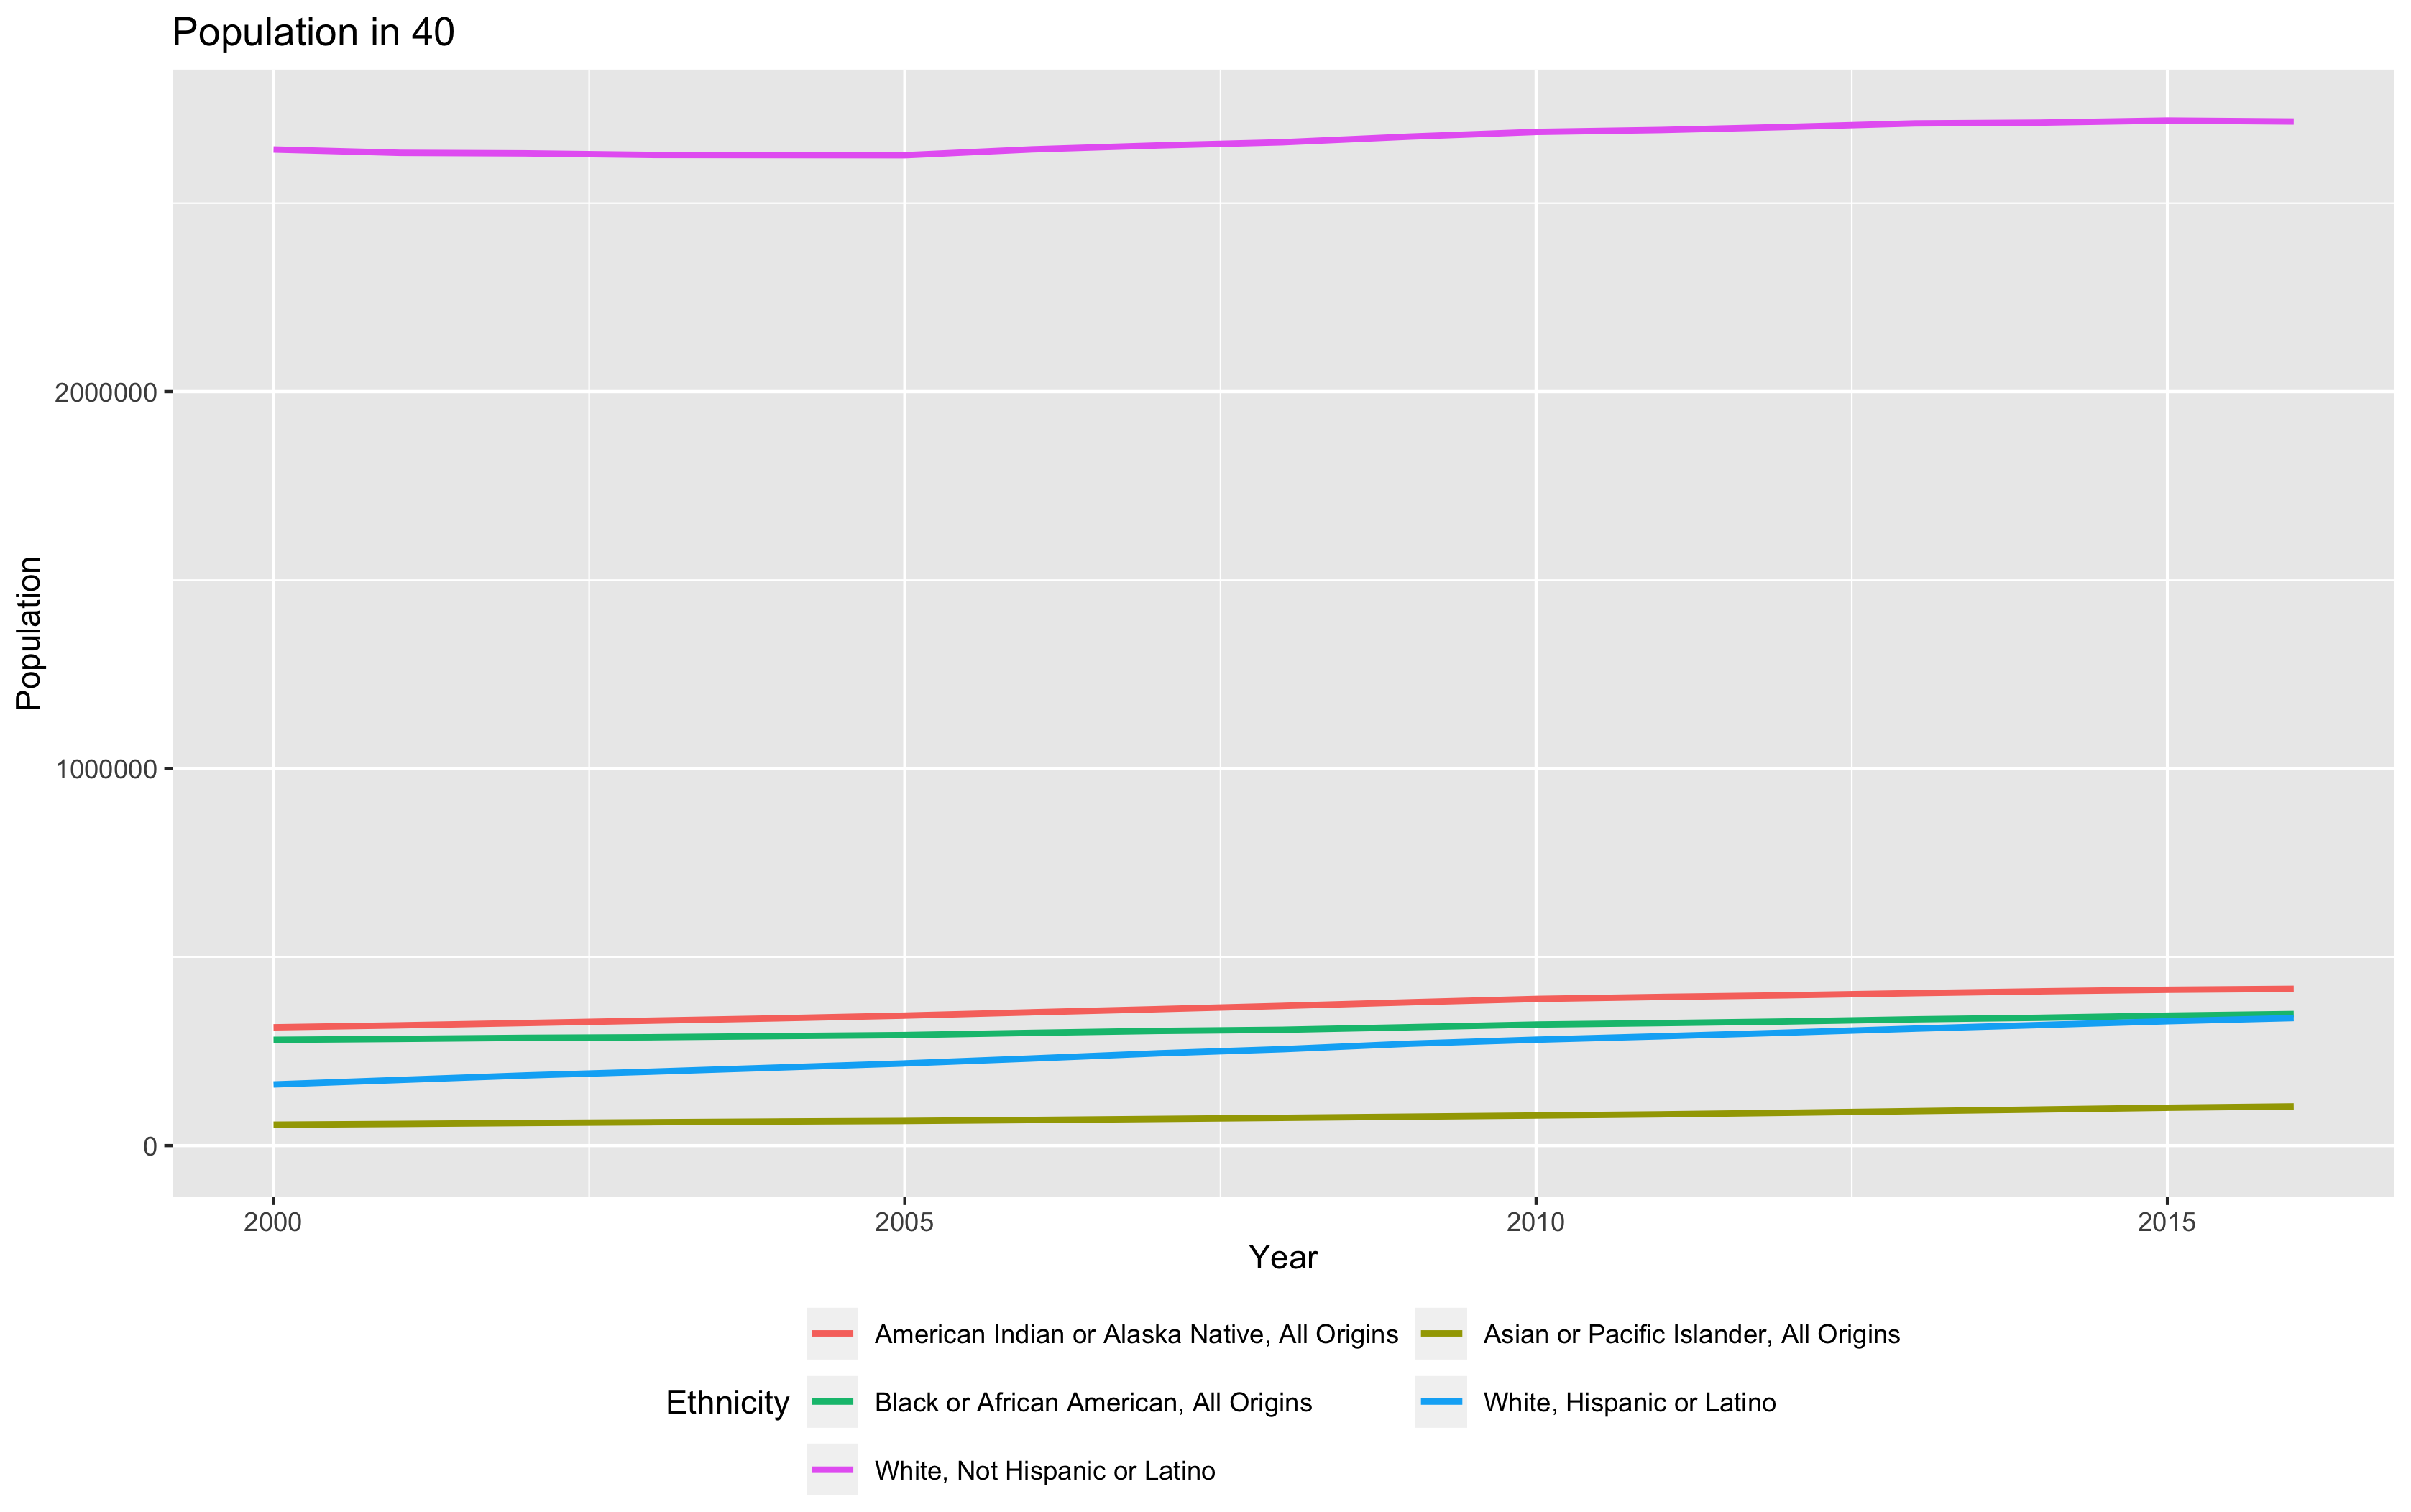 Population in 40
Population
2000000
1000000
0
2000 2005 2010 2015
Year
Ethnicity
American Indian or Alaska Native, All Origins
Asian or Pacific Islander, All Origins
Black or African American, All Origins
White, Hispanic or Latino
White, Not Hispanic or Latino